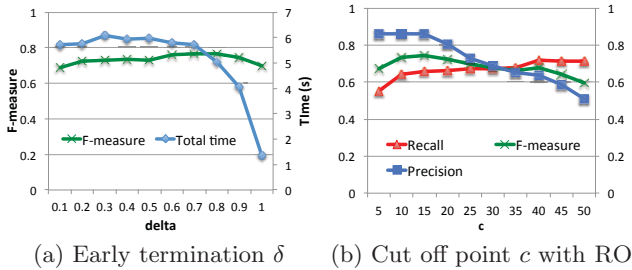 1
0.8
0.6
0.4
0.2
0
F-measure
7
6
5
4
3
2
1
0
TIme (s)
F-measure
Total time
0.1 0.2 0.3 0.4 0.5 0.6 0.7 0.8 0.9 1
delta
(a) Early termination δ
1
0.8
0.6
0.4
0.2
0
1
0.8
0.6
0.4
0.2
0
Recall
F-measure
Precision
5 10 15 20 25 30 35 40 45 50
c
(b) Cut off point c with RO